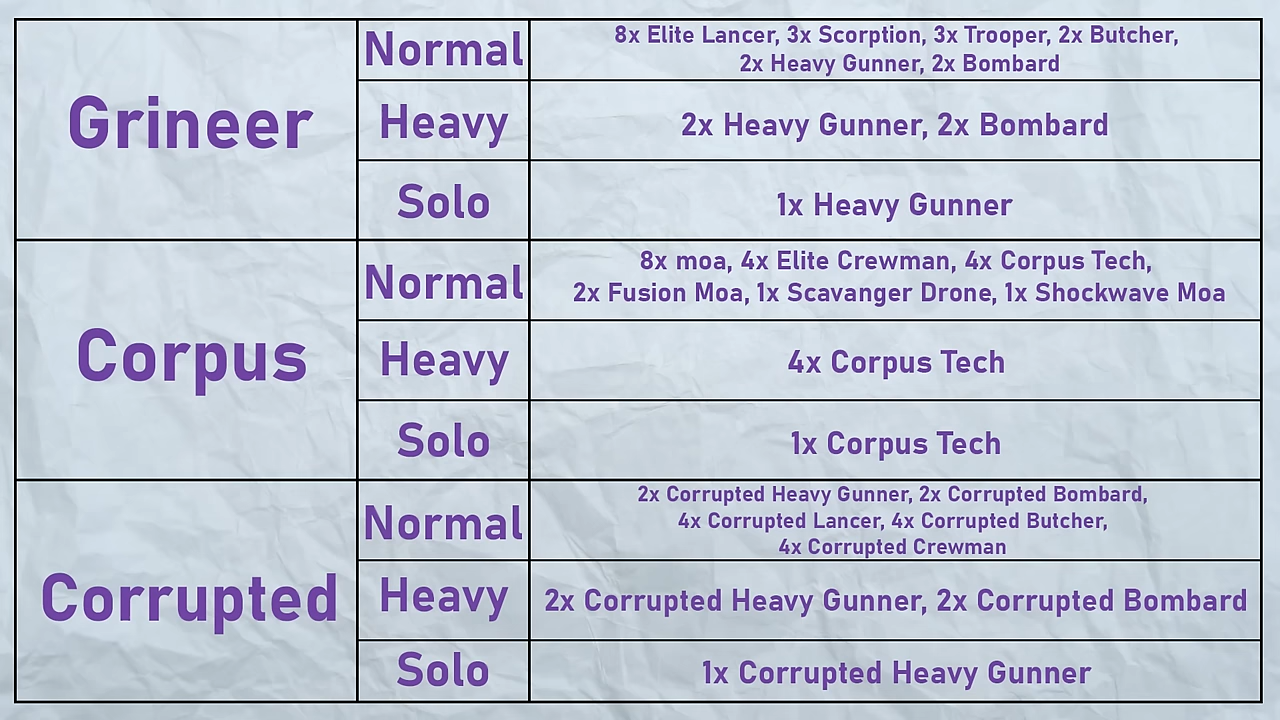 Grineer
Normal
8x Elite Lancer, 3x Scorption, 3x Trooper, 2x Butcher,
2x Heavy Gunner, 2x Bombard
Heavy
2x Heavy Gunner, 2x Bombard
Solo
1x Heavy Gunner
Corpus
Normal
8x moa, 4x Elite Crewman, 4x Corpus Tech,
2x Fusion Moa, 1x Scavanger Drone, 1x Shockwave Moa
Heavy
4x Corpus Tech
Solo
1x Corpus Tech
Corrupted
Normal
2x Corrupted Heavy Gunner, 2x Corrupted Bombard,
4x Corrupted Lancer, 4x Corrupted Butcher,
4x Corrupted Crewman
Heavy
2x Corrupted Heavy Gunner, 2x Corrupted Bombard
Solo
1x Corrupted Heavy Gunner